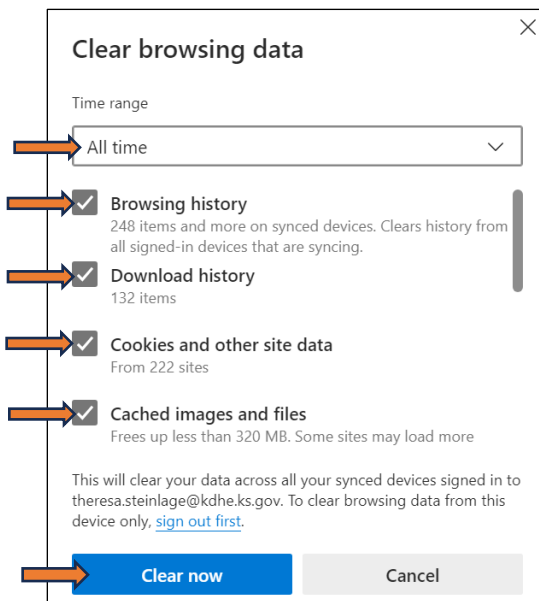 Clear browsing data
Time range
All time
Browsing history
248 items and more on synced devices. Clears history from
all signed-in devices that are syncing.
Download history
132 items
Cookies and other site data
From 222 sites
Cached images and files
Frees up less than 320 MB. Some sites may load more
This will clear your data across all your synced devices signed in to
theresa.steinlage@kdhe.ks.gov. To clear browsing data from this
device only, sign out first.
Clear now
Cancel